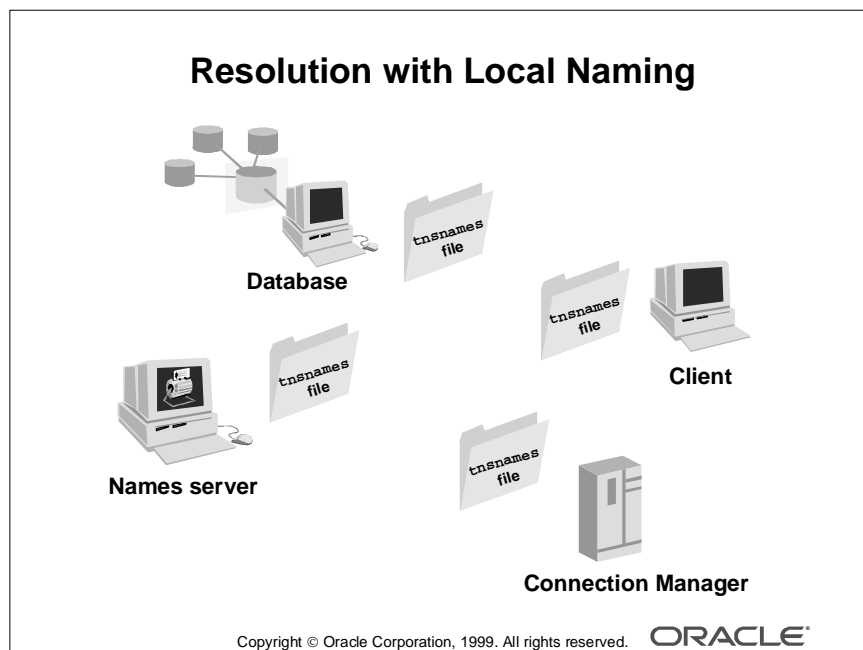 Resolution with Local Naming
tnsnames
file
Database
tnsnames
file
Client
tnsnames
file
Names server
tnsnames
file
Connection Manager
Copyright © Oracle Corporation, 1999. All rights reserved.
ORACLE®